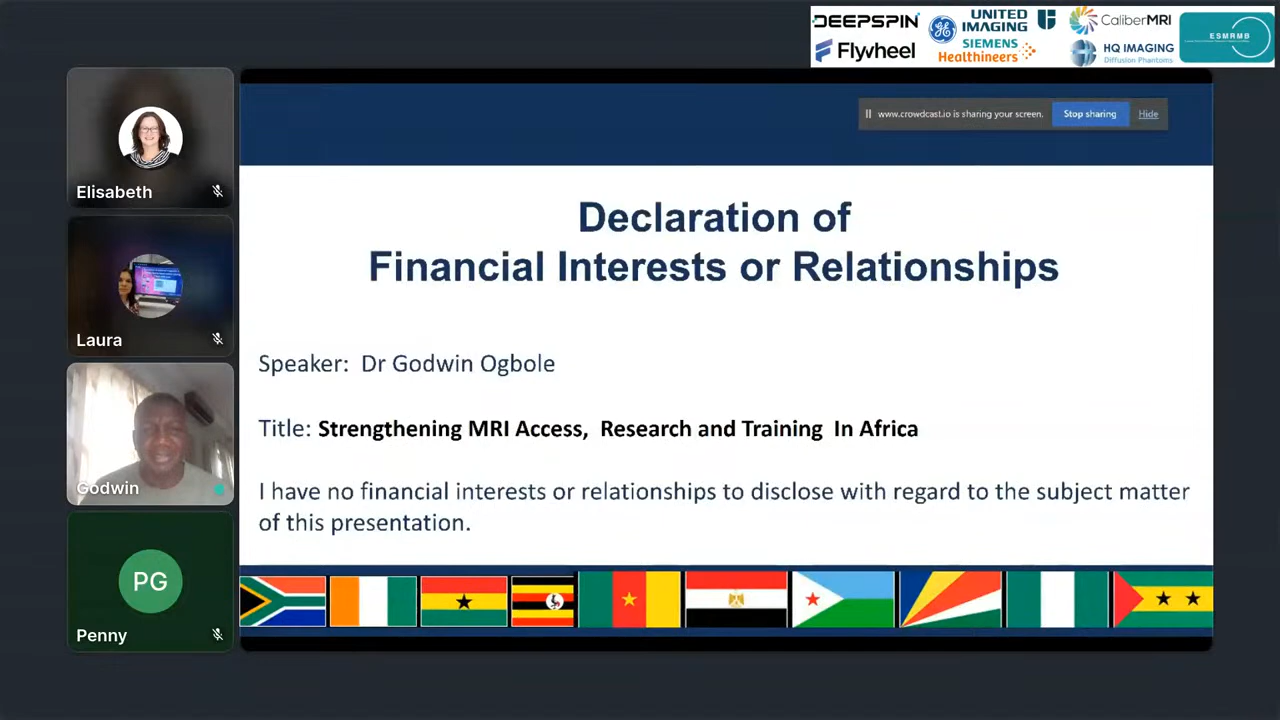 DEEPSPIN
UNITED
IMAGING
CaliberMRI
Flywheel
GE
SIEMENS
Healthineers
HQ IMAGING
Diffusion Phantoms
ESMRMB
www.crowdcast.io is sharing your screen.
Stop sharing
Hide
Elisabeth
Laura
Godwin
PG
Penny
Declaration of
Financial Interests or Relationships
Speaker: Dr Godwin Ogbole
Title: Strengthening MRI Access, Research and Training In Africa
I have no financial interests or relationships to disclose with regard to the subject matter
of this presentation.